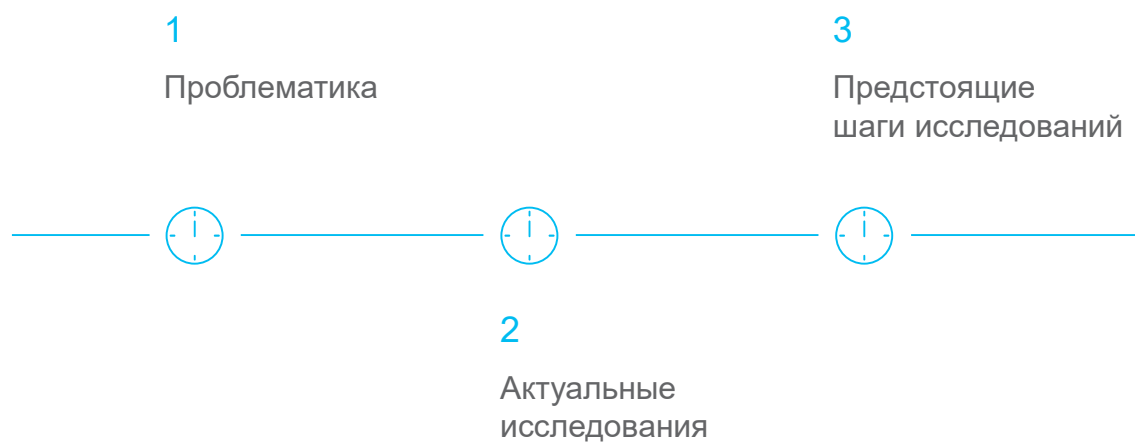 1
Проблематика
2
Актуальные
исследования
3
Предстоящие
шаги исследований